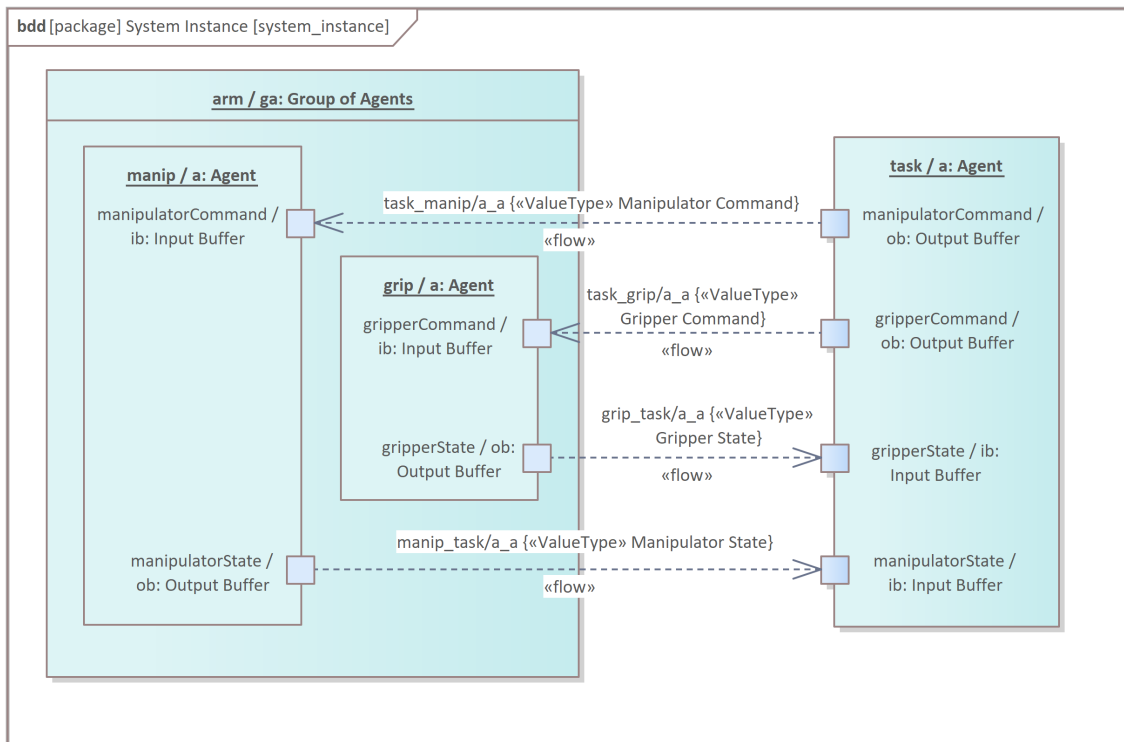 bdd [package] System Instance [system_instance]
arm / ga: Group of Agents
manip / a: Agent
manipulatorCommand /
ib: Input Buffer
task_manip/a_a {«ValueType» Manipulator Command}
«flow»
task / a: Agent
manipulatorCommand /
ob: Output Buffer
grip / a: Agent
gripperCommand /
ib: Input Buffer
task_grip/a_a {«ValueType»
Gripper Command}
«flow»
gripperCommand /
ob: Output Buffer
gripperState / ob:
Output Buffer
grip_task/a_a {«ValueType»
Gripper State}
«flow»
gripperState / ib:
Input Buffer
manipulatorState /
ob: Output Buffer
manip_task/a_a {«ValueType» Manipulator State}
«flow»
manipulatorState /
ib: Input Buffer